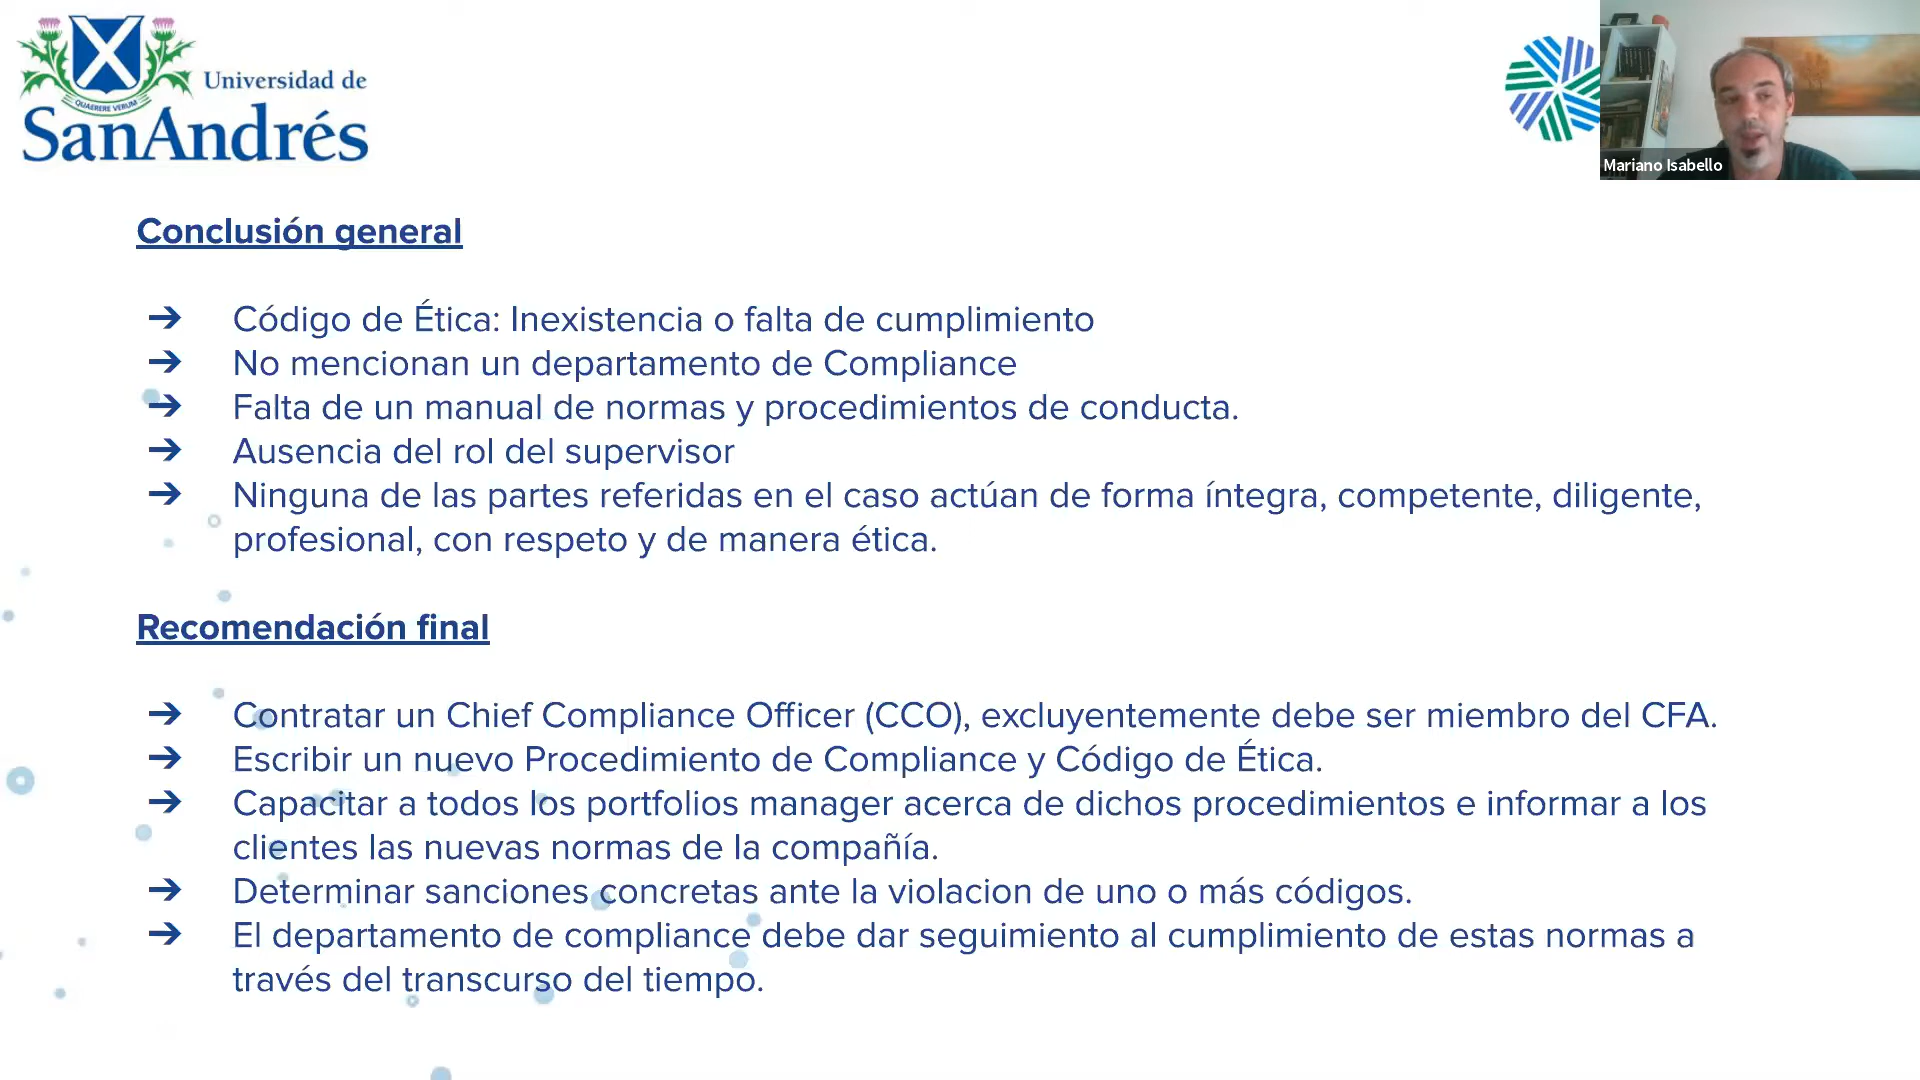 QUAERERE VERUM
Universidad de
SanAndrés
Mariano Isabello
Conclusión general
➔ Código de Ética: Inexistencia o falta de cumplimiento
➔ No mencionan un departamento de Compliance
➔ Falta de un manual de normas y procedimientos de conducta.
➔ Ausencia del rol del supervisor
➔ Ninguna de las partes referidas en el caso actúan de forma íntegra, competente, diligente,
profesional, con respeto y de manera ética.
Recomendación final
➔ Contratar un Chief Compliance Officer (CCO), excluyentemente debe ser miembro del CFA.
➔ Escribir un nuevo Procedimiento de Compliance y Código de Ética.
➔ Capacitar a todos los portfolios manager acerca de dichos procedimientos e informar a los
clientes las nuevas normas de la compañía.
➔ Determinar sanciones concretas ante la violacion de uno o más códigos.
➔ El departamento de compliance debe dar seguimiento al cumplimiento de estas normas a
través del transcurso del tiempo.